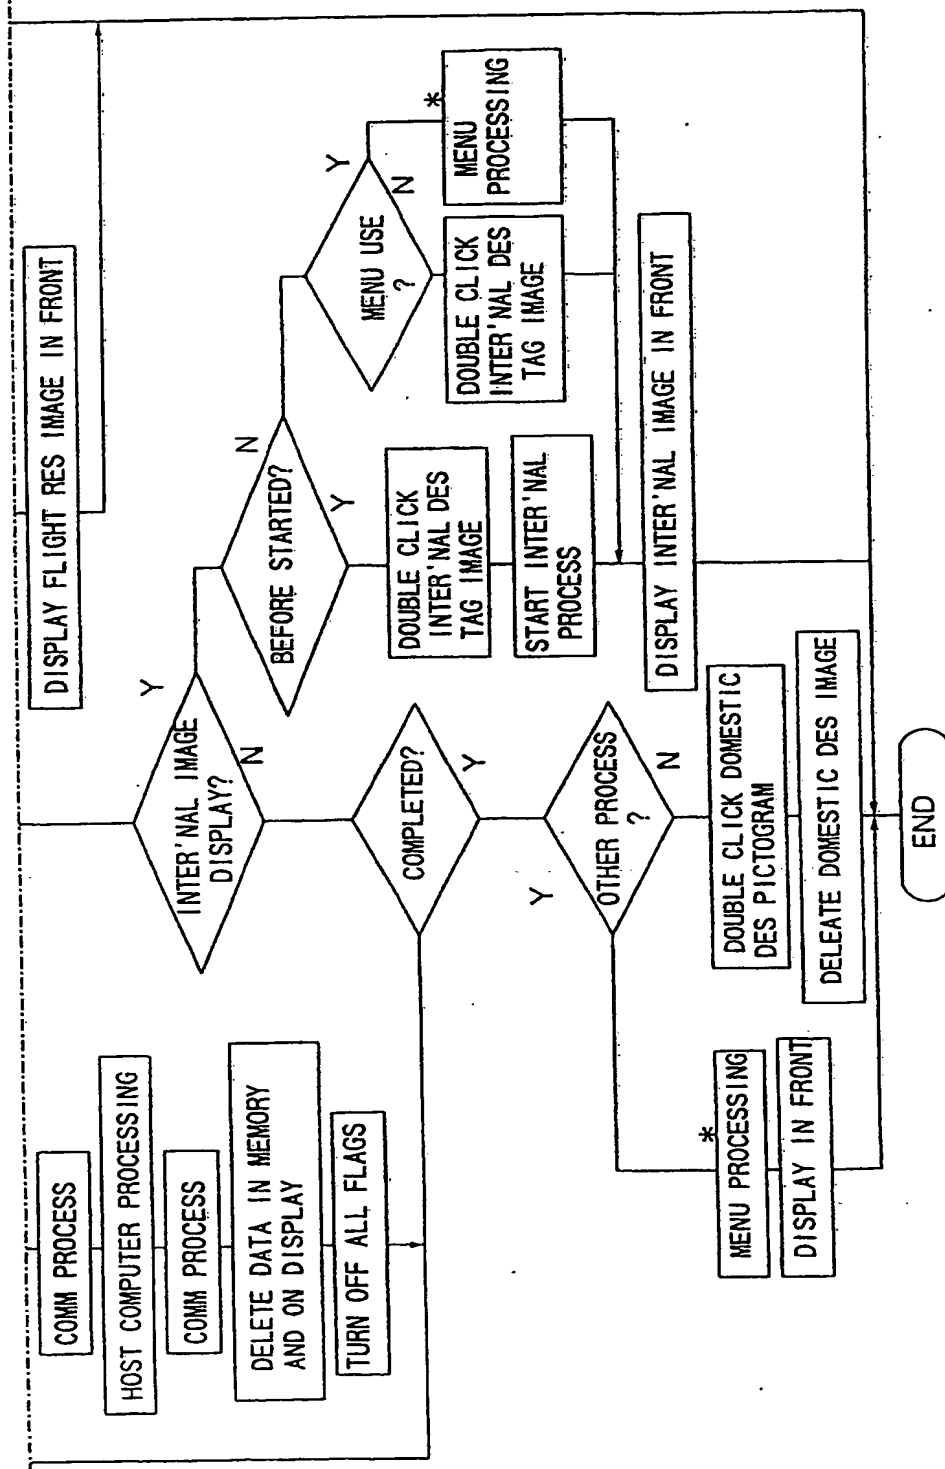 COMM PROCESS
HOST COMPUTER PROCESSING
COMM PROCESS
DELETE DATA IN MEMORY
AND ON DISPLAY
TURN OFF ALL FLAGS
INTER'NAL IMAGE
DISPLAY?
Y
N
COMPLETED?
Y
OTHER PROCESS
?
Y
N
*
MENU PROCESSING
DISPLAY IN FRONT
DOUBLE CLICK DOMESTIC
DES PICTOGRAM
DELEATE DOMESTIC DES IMAGE
END
DISPLAY FLIGHT RES IMAGE IN FRONT
BEFORE STARTED?
N
Y
DOUBLE CLICK
INTER'NAL DES
TAG IMAGE
START INTER'NAL
PROCESS
DISPLAY INTER'NAL IMAGE IN FRONT
MENU USE
?
Y
N
DOUBLE CLICK
INTER'NAL DES
TAG IMAGE
*
MENU
PROCESSING